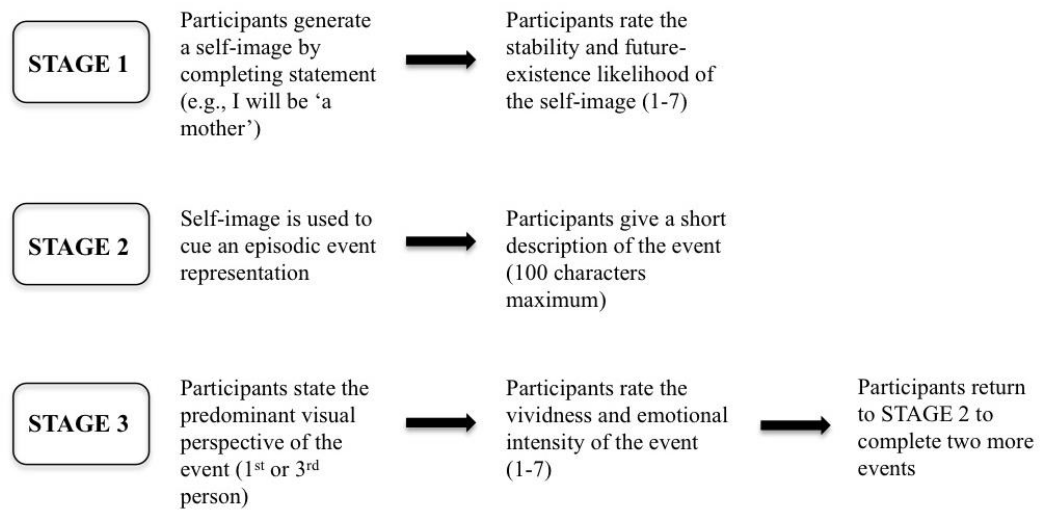 STAGE 1
Participants generate
a self-image by
completing statement
(e.g., I will be ‘a
mother’)
Participants rate the
stability and future-
existence likelihood of
the self-image (1-7)
STAGE 2
Self-image is used to
cue an episodic event
representation
Participants give a short
description of the event
(100 characters
maximum)
STAGE 3
Participants state the
predominant visual
perspective of the
event (1st or 3rd
person)
Participants rate the
vividness and emotional
intensity of the event
(1-7)
Participants return
to STAGE 2 to
complete two more
events